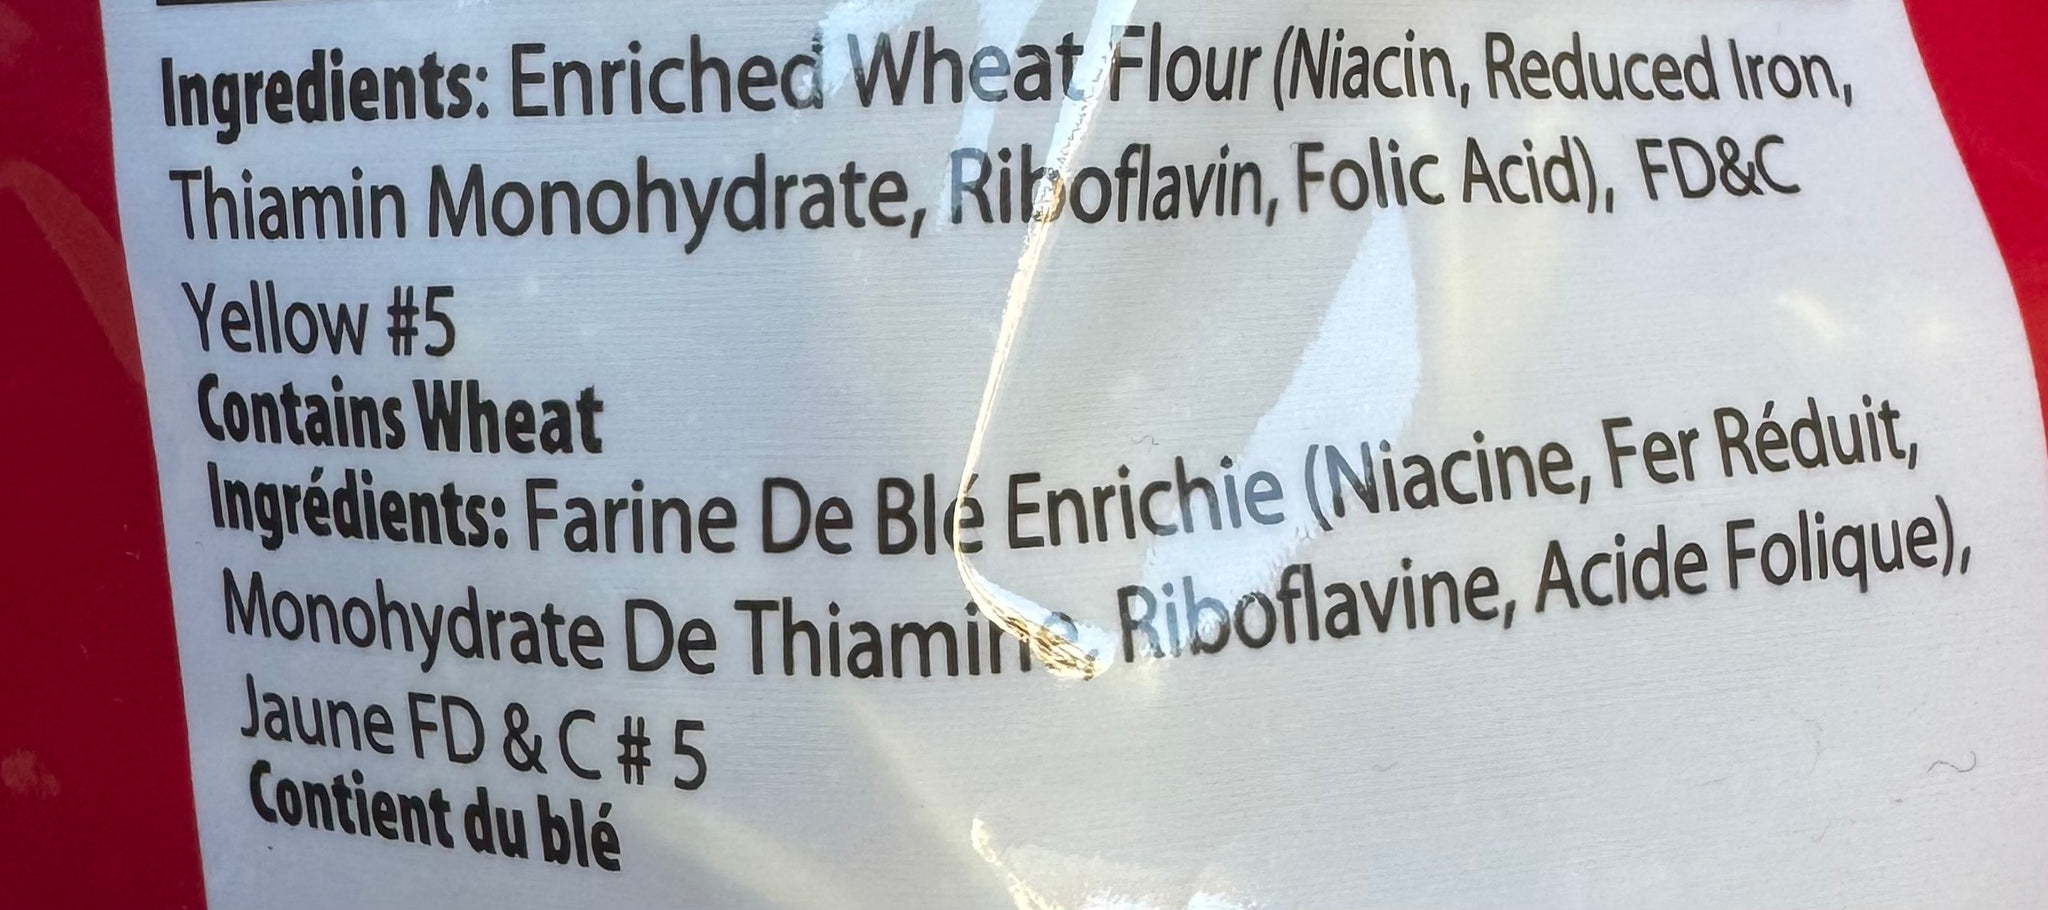 Ingredients: Enriched Wheat Flour (Niacin, Reduced Iron,
Thiamin Monohydrate, Riboflavin, Folic Acid), FD&C
Yellow #5
Contains Wheat
Ingrédients: Farine De Blé Enrichie (Niacine, Fer Réduit,
Monohydrate De Thiamine, Riboflavine, Acide Folique),
Jaune FD & C # 5
Contient du blé